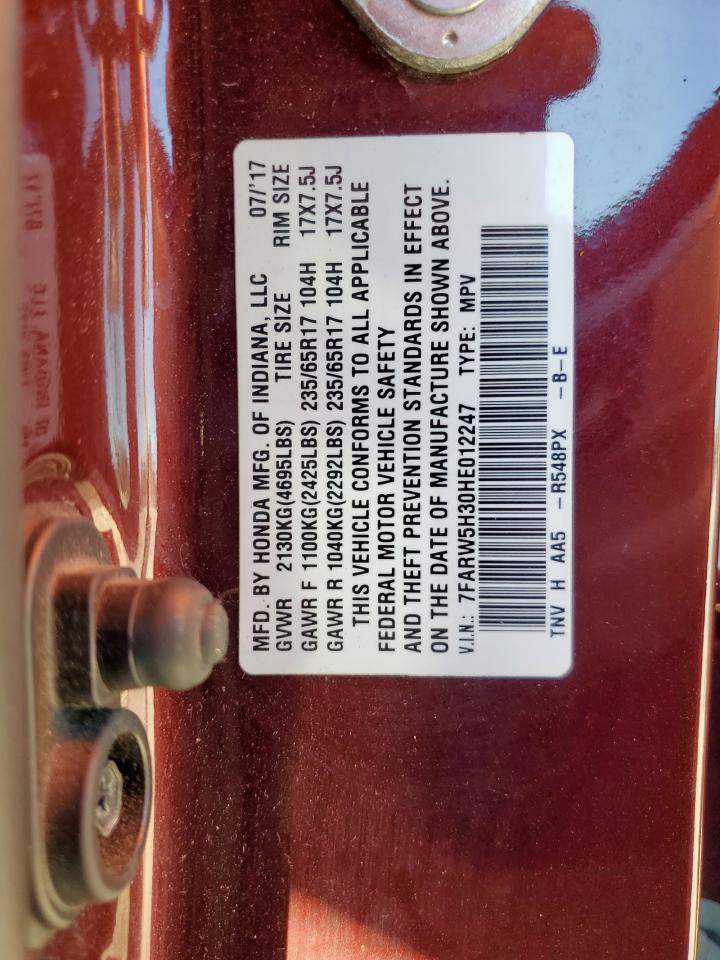 MFD. BY HONDA MFG. OF INDIANA, LLC 07/'17
GVWR 2130KG(4695LBS) TIRE SIZE RIM SIZE
GAWR F 1100KG(2425LBS) 235/65R17 104H 17X7.5J
GAWR R 1040KG(2292LBS) 235/65R17 104H 17X7.5J
THIS VEHICLE CONFORMS TO ALL APPLICABLE
FEDERAL MOTOR VEHICLE SAFETY
AND THEFT PREVENTION STANDARDS IN EFFECT
ON THE DATE OF MANUFACTURE SHOWN ABOVE.
V.I.N.: 7FARW5H30HE012247 TYPE: MPV
TNV H AA5 -R548PX -B-E